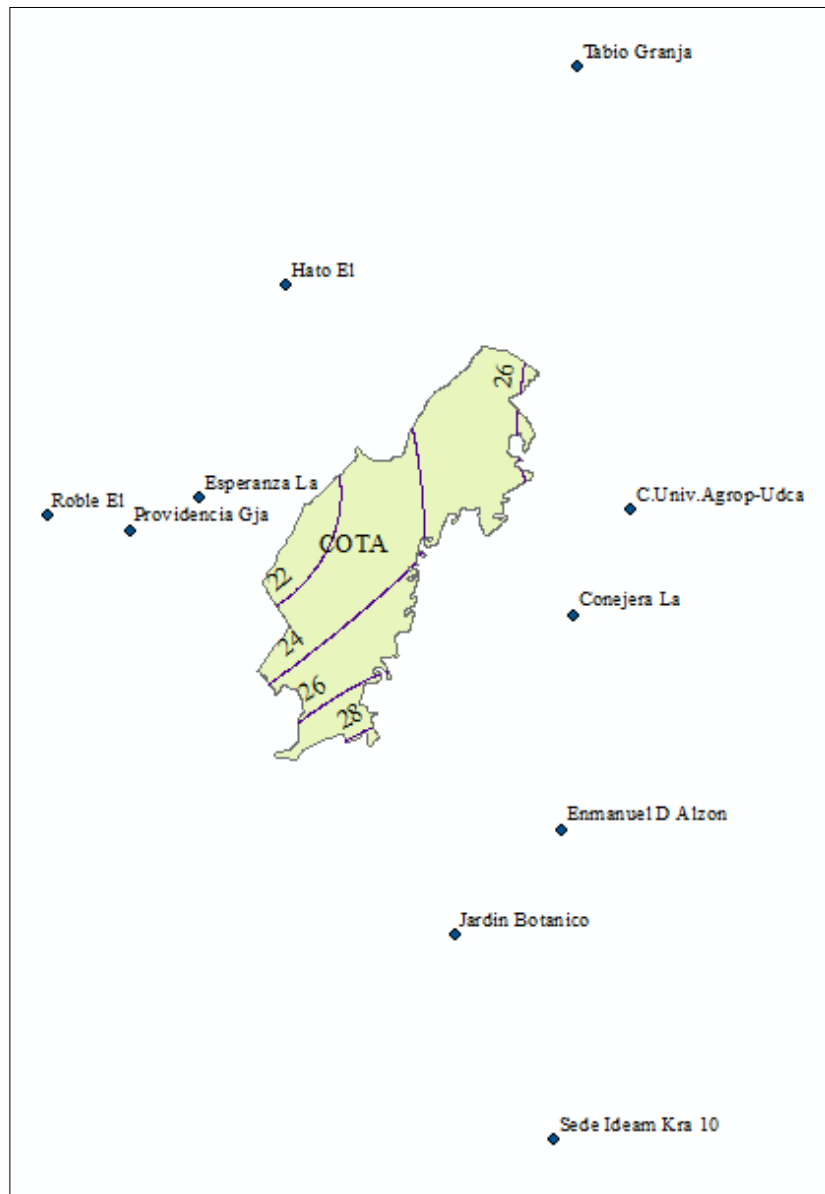 Tabio Granja
Hato El
26
Esperanza La
Roble El
C.Univ.Agrop-Udca
Providencia Gja
COTA
22
Conejera La
24
26
28
Enmanuel D Alzon
Jardin Botanico
Sede Ideam Kra 10